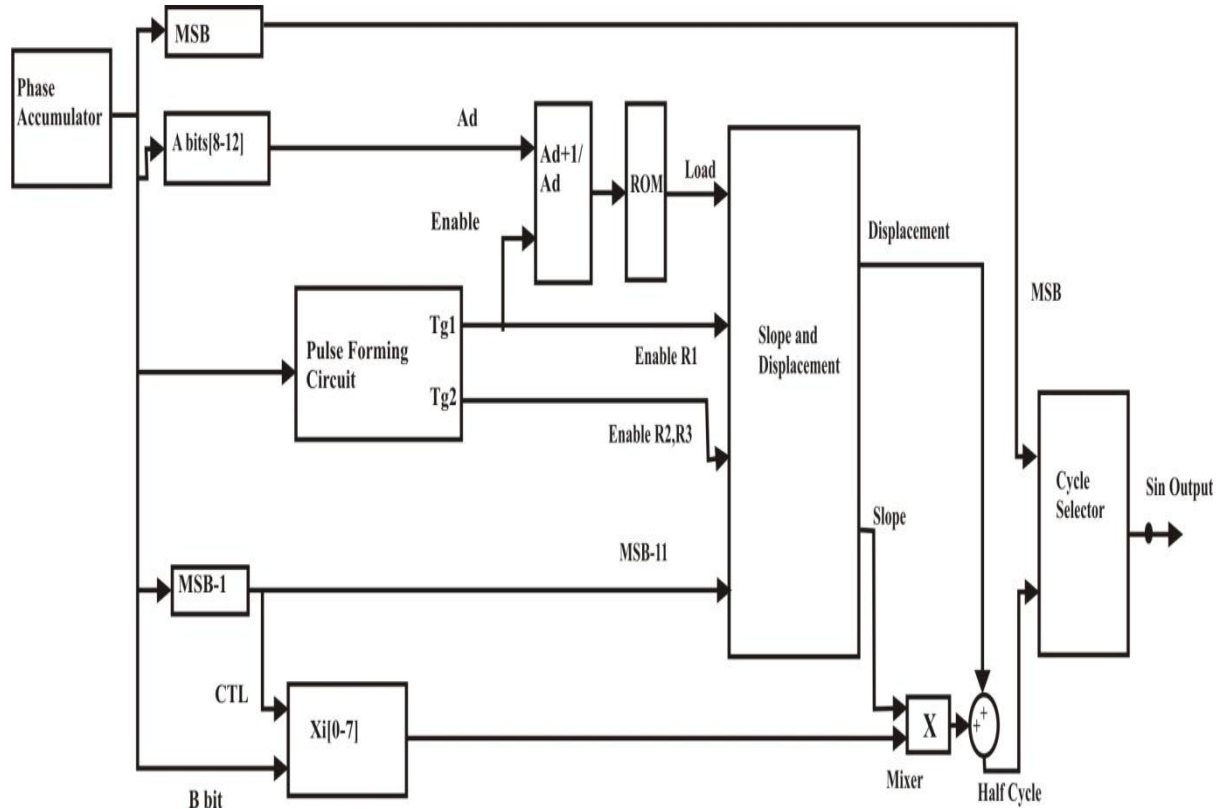 MSB
Phase
Accumulator
A bits[8-12]
Ad
Ad+1/
Ad
ROM
Load
Enable
Displacement
MSB
Pulse Forming
Circuit
Tg1
Tg2
Enable R1
Enable R2,R3
Slope and
Displacement
Cycle
Selector
Sin Output
Slope
MSB-1
MSB-11
CTL
Xi[0-7]
X
+
+
Mixer
Half Cycle
B bit